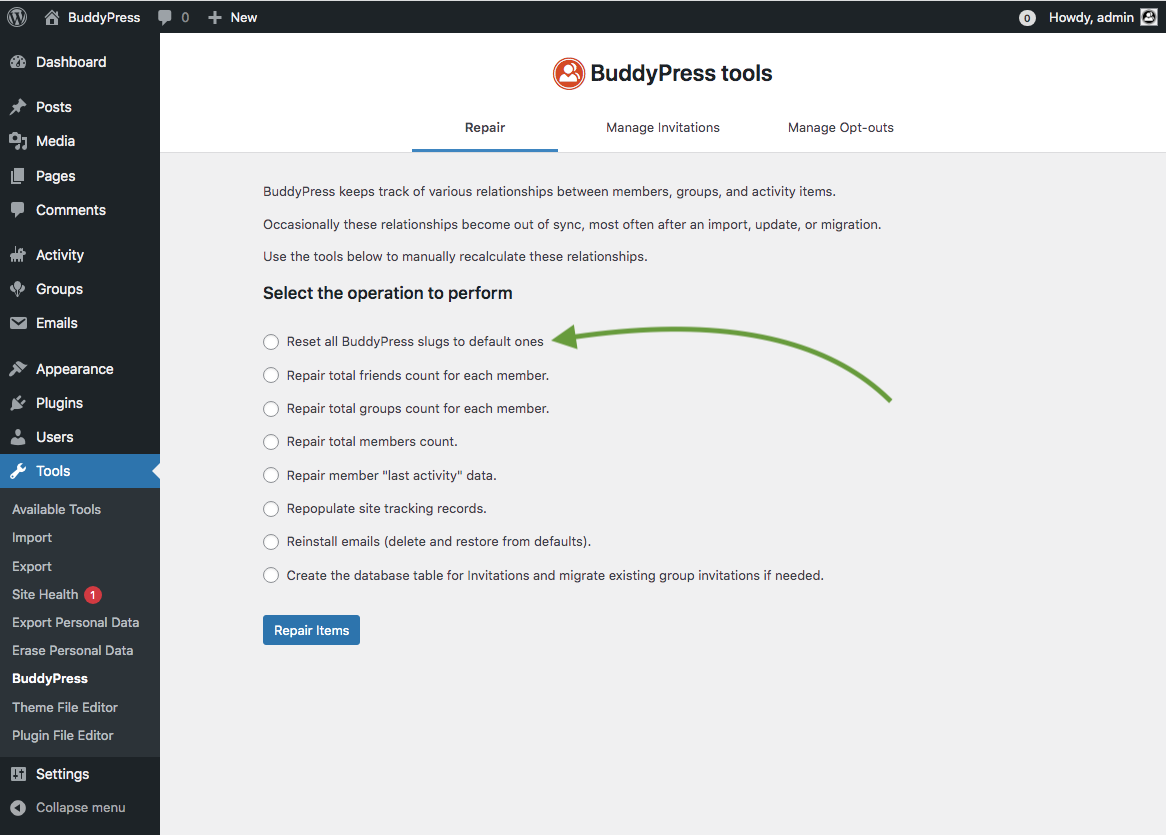 BuddyPress 0 New 0 Howdy, admin
Dashboard
Posts
Media
Pages
Comments
Activity
Groups
Emails
Appearance
Plugins
Users
Tools
Available Tools
Import
Export
Site Health 1
Export Personal Data
Erase Personal Data
BuddyPress
Theme File Editor
Plugin File Editor
Settings
Collapse menu
BuddyPress tools
Repair Manage Invitations Manage Opt-outs
BuddyPress keeps track of various relationships between members, groups, and activity items.
Occasionally these relationships become out of sync, most often after an import, update, or migration.
Use the tools below to manually recalculate these relationships.
Select the operation to perform
Reset all BuddyPress slugs to default ones
Repair total friends count for each member.
Repair total groups count for each member.
Repair total members count.
Repair member "last activity" data.
Repopulate site tracking records.
Reinstall emails (delete and restore from defaults).
Create the database table for Invitations and migrate existing group invitations if needed.
Repair Items